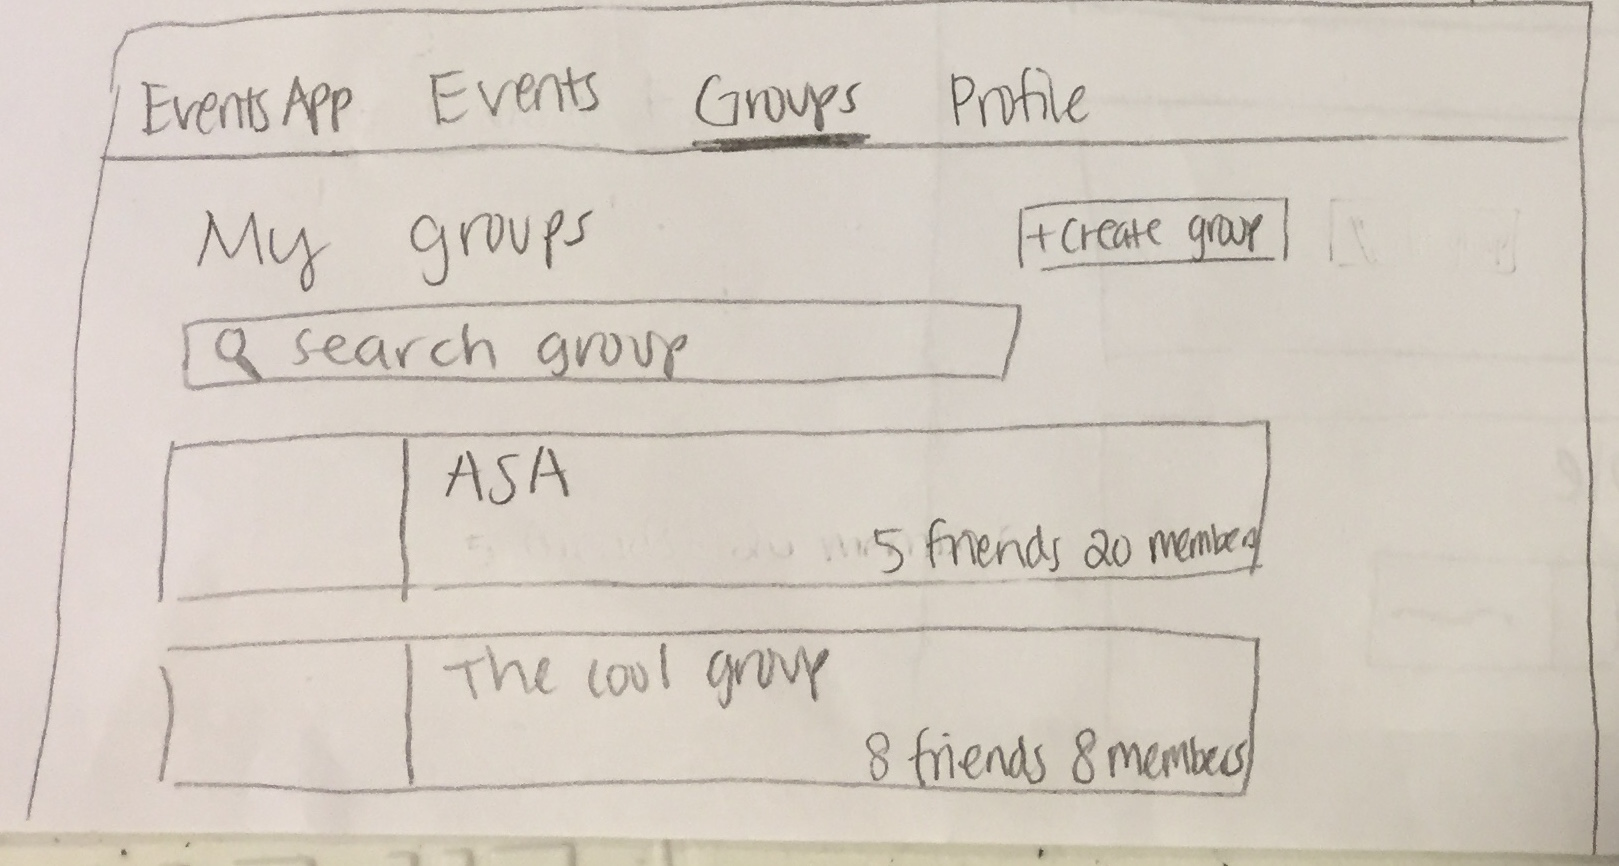 Events App Events Groups Profile
My groups
+ create group
search group
ASA
5 friends 20 members
The cool group
8 friends 8 members